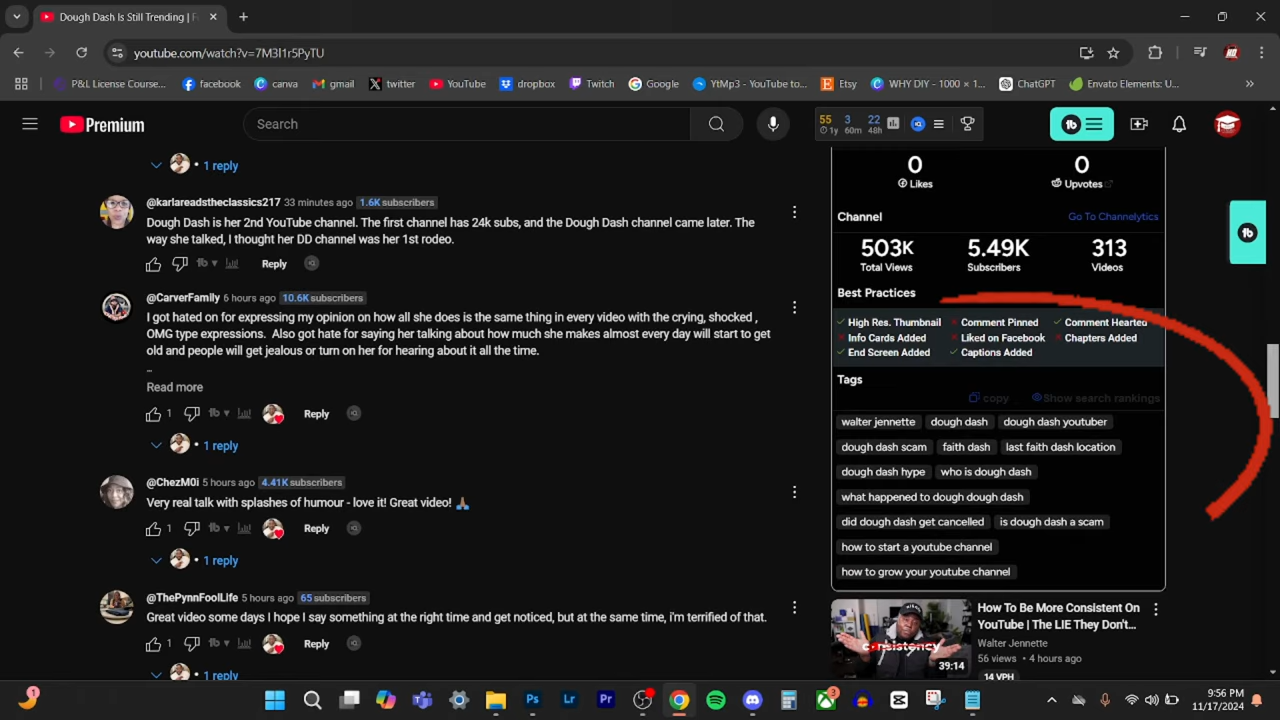 Dough Dash Is Still Trending | F
youtube.com/watch?v=7M3I1r5PyTU
P&L License Course...
facebook
canva
gmail
twitter
YouTube
dropbox
Twitch
Google
YtMp3 - YouTube to...
Etsy
WHY DIY - 1000 × 1...
ChatGPT
Envato Elements: U...
Premium
Search
55 3 22
1y 60m 48h
1 reply
@karlareadstheclassics217 33 minutes ago 1.6K subscribers
Dough Dash is her 2nd YouTube channel. The first channel has 24k subs, and the Dough Dash channel came later. The
way she talked, I thought her DD channel was her 1st rodeo.
Reply
@CarverFamily 6 hours ago 10.6K subscribers
I got hated on for expressing my opinion on how all she does is the same thing in every video with the crying, shocked ,
OMG type expressions. Also got hate for saying her talking about how much she makes almost every day will start to get
old and people will get jealous or turn on her for hearing about it all the time.
..
Read more
1 Reply
1 reply
@ChezM0i 5 hours ago 4.41K subscribers
Very real talk with splashes of humour - love it! Great video! 🙏🏾
1 Reply
1 reply
@ThePynnFoolLife 5 hours ago 65 subscribers
Great video some days I hope I say something at the right time and get noticed, but at the same time, i'm terrified of that.
1 Reply
1 reply
0 0
Likes Upvotes
Channel Go To Channelytics
503K 5.49K 313
Total Views Subscribers Videos
Best Practices
High Res. Thumbnail Comment Pinned Comment Hearted
Info Cards Added Liked on Facebook Chapters Added
End Screen Added Captions Added
Tags
copy Show search rankings
walter jennette dough dash dough dash youtuber
dough dash scam faith dash last faith dash location
dough dash hype who is dough dash
what happened to dough dough dash
did dough dash get cancelled is dough dash a scam
how to start a youtube channel
how to grow your youtube channel
How To Be More Consistent On
YouTube | The LIE They Don't...
Walter Jennette
56 views • 4 hours ago
14 VPH
consistency
39:14
1
3
9:56 PM
11/17/2024